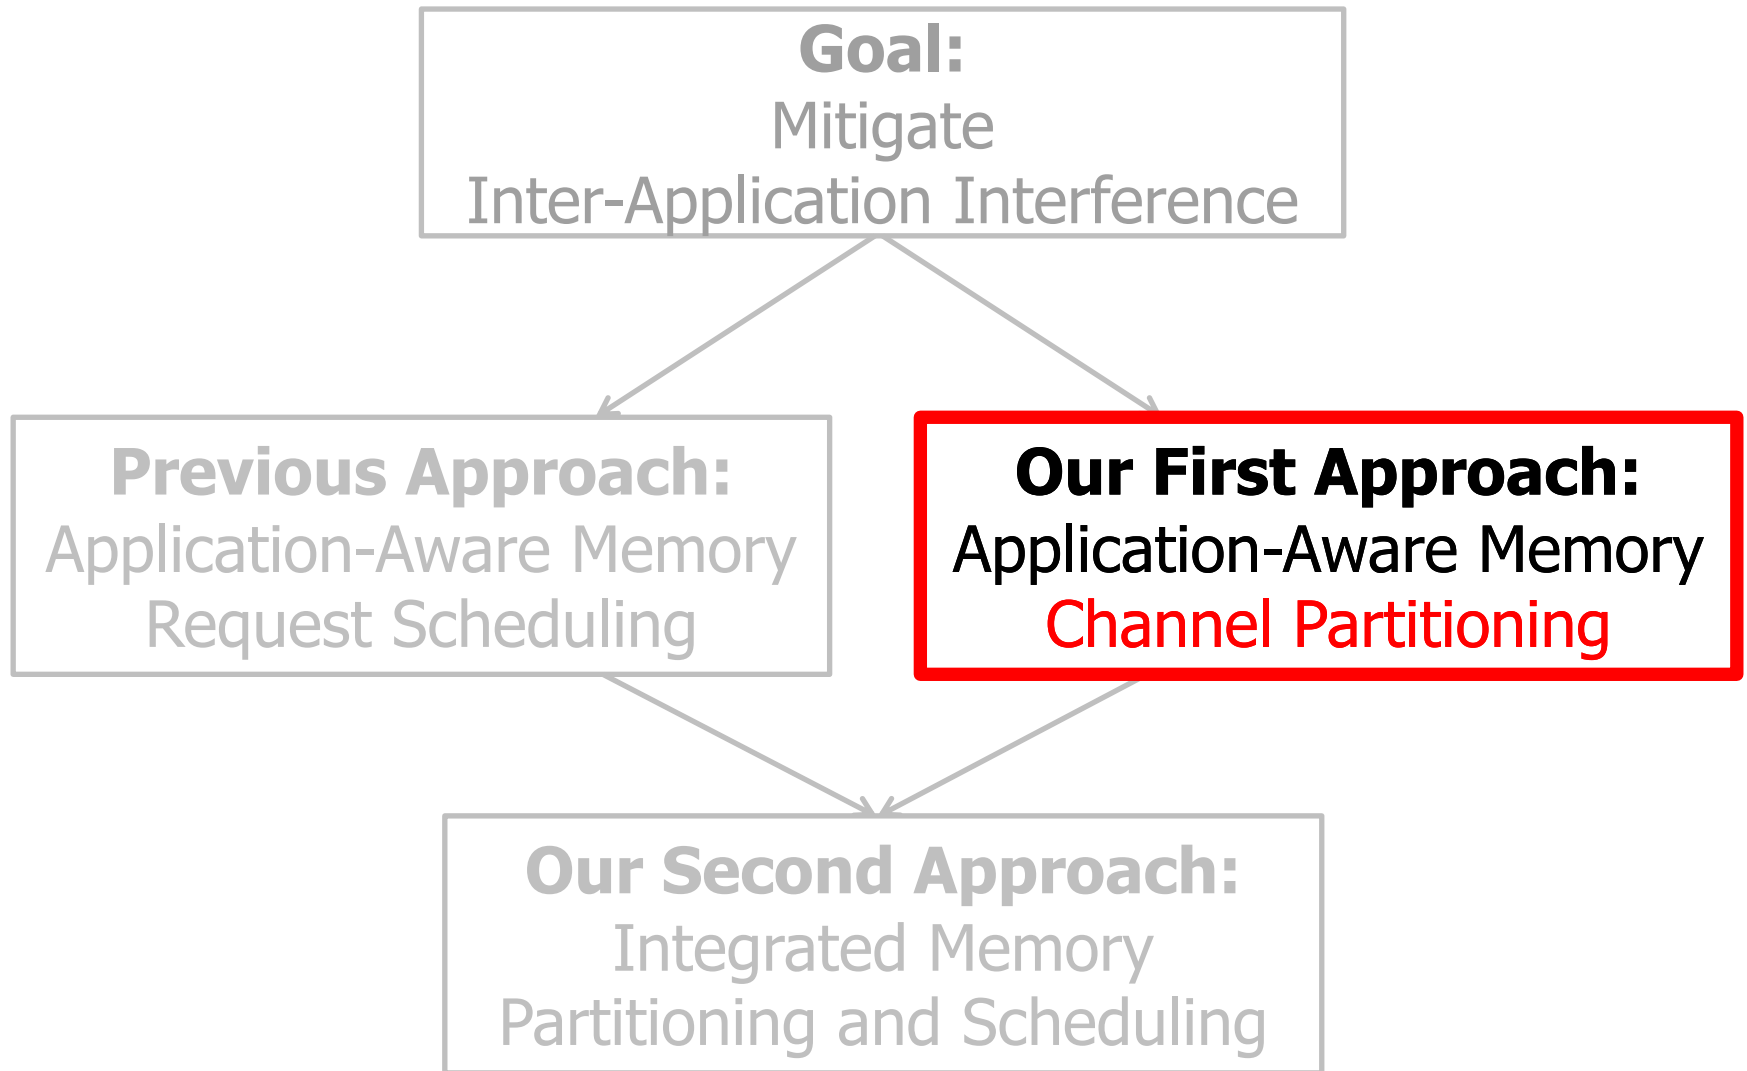 Goal:
Mitigate
Inter-Application Interference
Previous Approach:
Application-Aware Memory
Request Scheduling
Our First Approach:
Application-Aware Memory
Channel Partitioning
Our Second Approach:
Integrated Memory
Partitioning and Scheduling